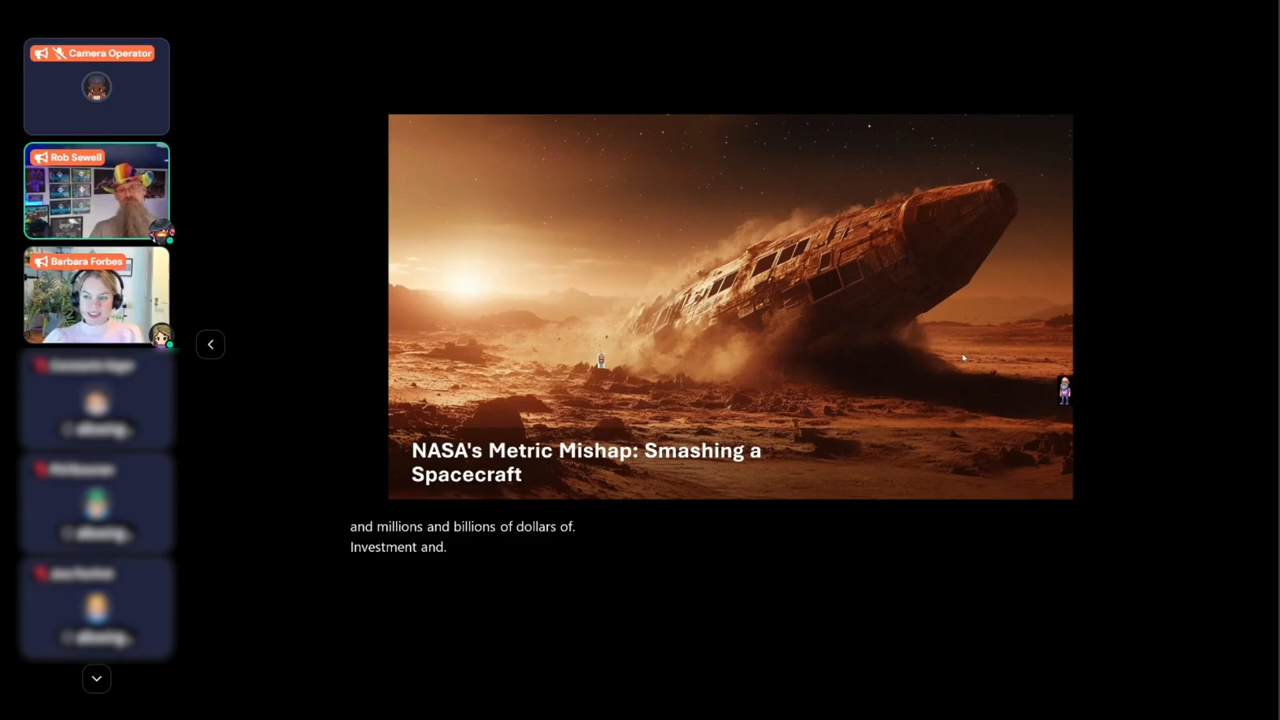 Camera Operator
Rob Sewell
Barbara Forbes
NASA's Metric Mishap: Smashing a
Spacecraft
and millions and billions of dollars of.
Investment and.